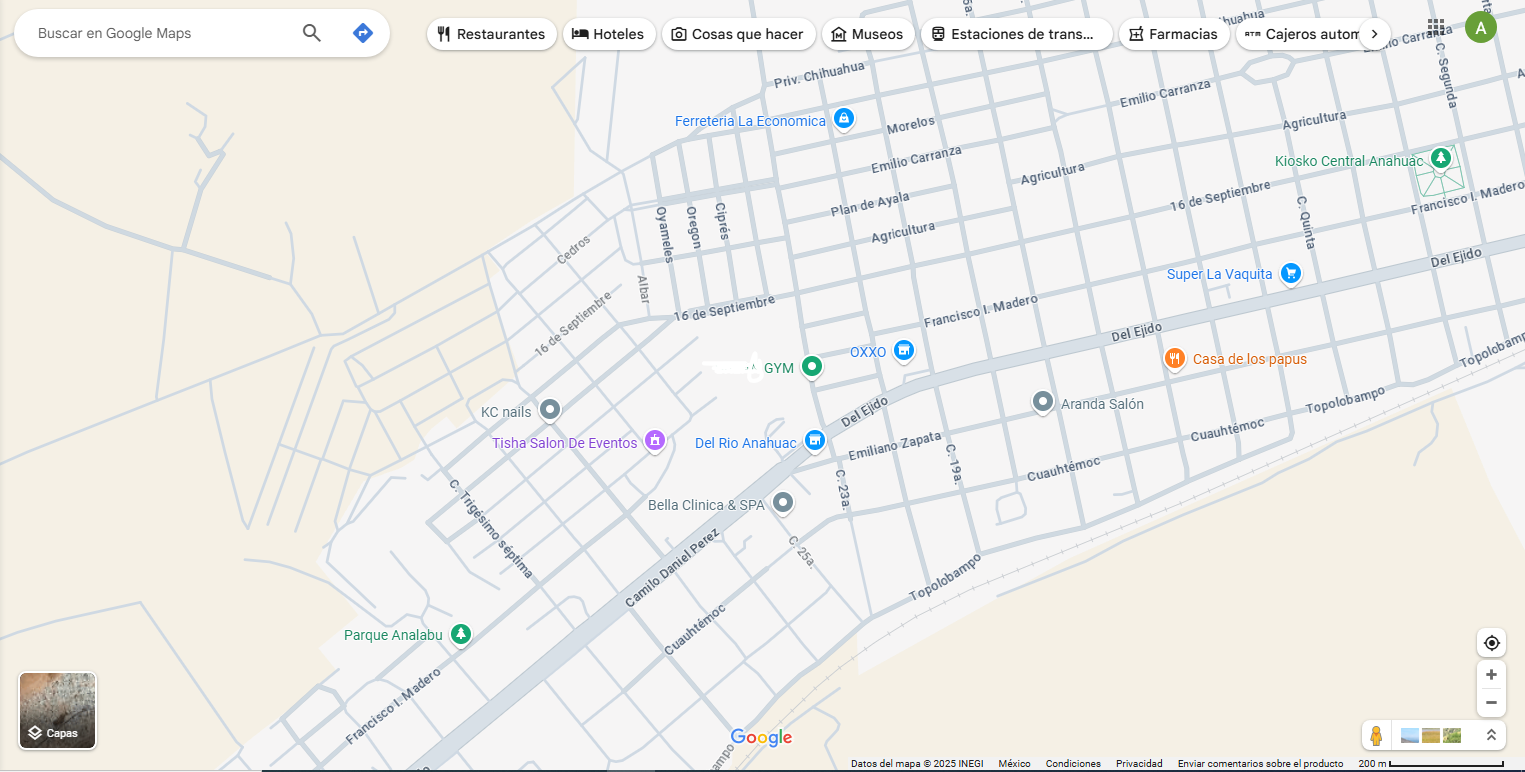 Buscar en Google Maps
Restaurantes
Hoteles
Cosas que hacer
Museos
Estaciones de trans...
Farmacias
ATM
Cajeros autom
A
Chihuahua
Emilio Carranza
C. Segunda
Priv. Chihuahua
Emilio Carranza
Ferreteria La Economica
Morelos
Agricultura
Emilio Carranza
Kiosko Central Anahuac
Agricultura
16 de Septiembre
Francisco I. Madero
Plan de Ayala
C. Quinta
Oyameles
Oregon
Ciprés
Agricultura
Cedros
Del Ejido
Super La Vaquita
Albar
16 de Septiembre
Francisco I. Madero
16 de Septiembre
Del Ejido
OXXO
Casa de los papus
Topolobampo
GYM
Aranda Salón
Topolobampo
KC nails
Del Ejido
Tisha Salon De Eventos
Del Rio Anahuac
Emiliano Zapata
Cuauhtémoc
C. 19a.
Cuauhtémoc
C. 23a.
Bella Clinica & SPA
C. Trigésimo séptima
C. 25a.
Camilo Daniel Perez
Topolobampo
Cuauhtémoc
Parque Analabu
Francisco I. Madero
Capas
Google
Datos del mapa © 2025 INEGI México Condiciones Privacidad Enviar comentarios sobre el producto 200 m